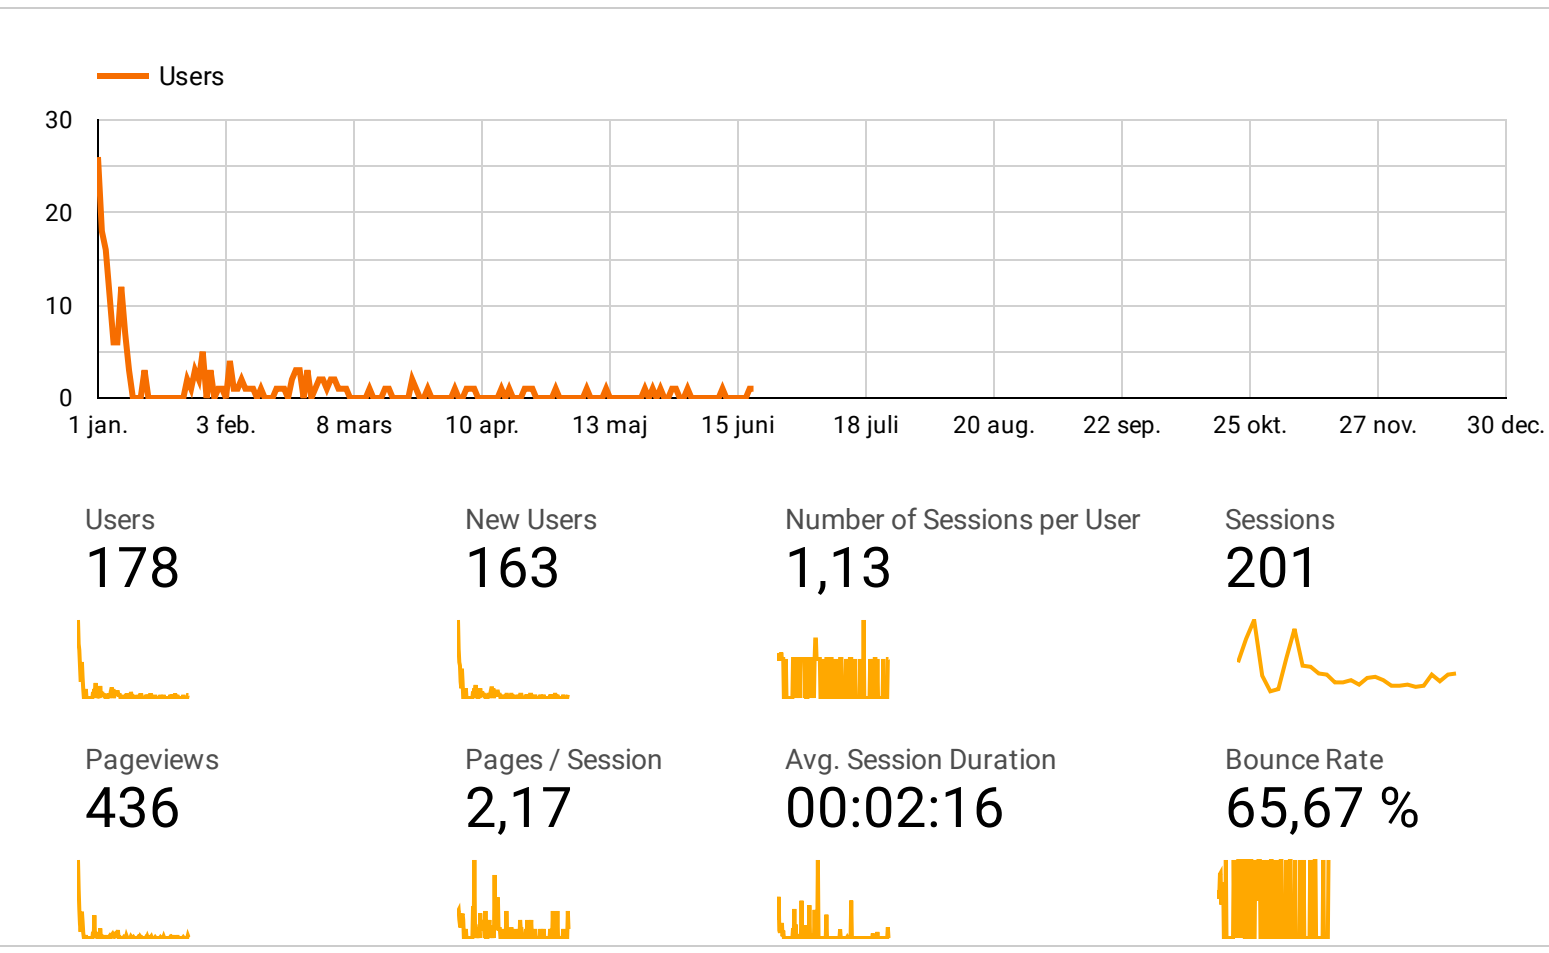 Users
30
20
10
0
1 jan. 3 feb. 8 mars 10 apr. 13 maj 15 juni 18 juli 20 aug. 22 sep. 25 okt. 27 nov. 30 dec.
Users New Users Number of Sessions per User Sessions
178 163 1,13 201
Pageviews Pages / Session Avg. Session Duration Bounce Rate
436 2,17 00:02:16 65,67 %